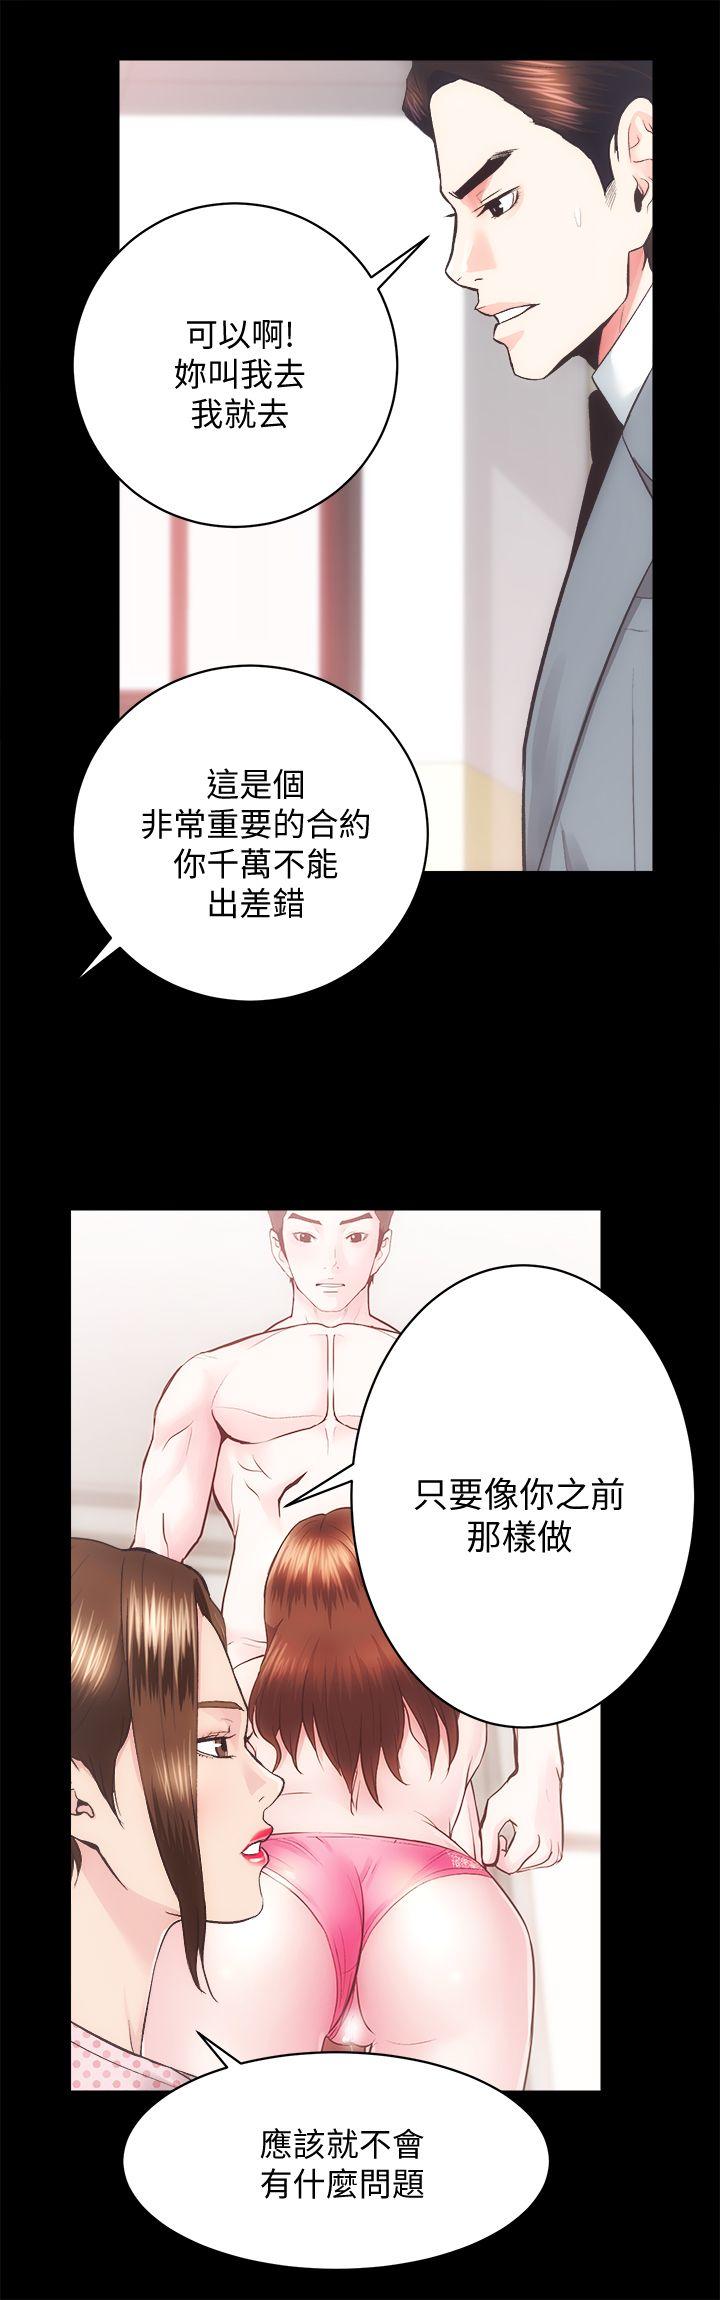 可以啊!
妳叫我去
我就去
這是個
非常重要的合約
你千萬不能
出差錯
只要像你之前
那樣做
應該就不會
有什麼問題